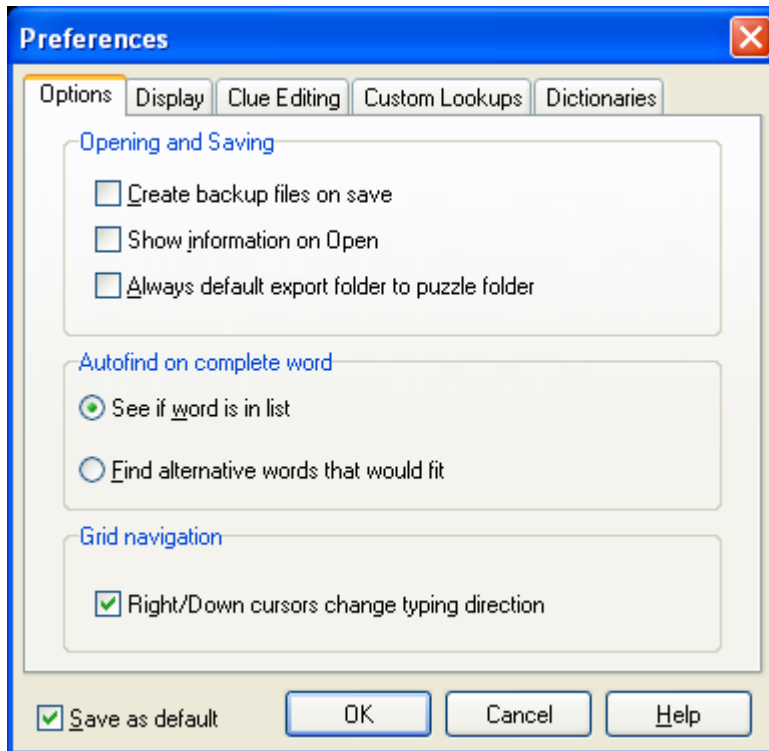 Preferences
Options Display Clue Editing Custom Lookups Dictionaries
Opening and Saving
Create backup files on save
Show information on Open
Always default export folder to puzzle folder
Autofind on complete word
See if word is in list
Find alternative words that would fit
Grid navigation
Right/Down cursors change typing direction
Save as default OK Cancel Help